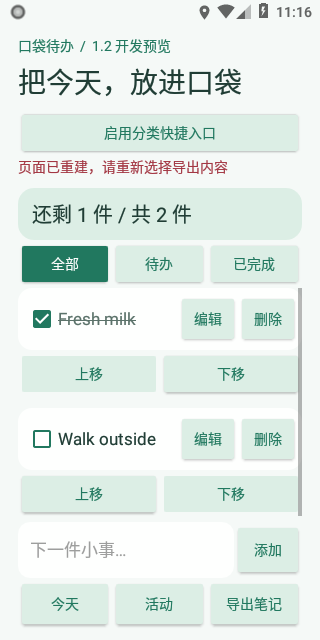 11:16
口袋待办 / 1.2 开发预览
把今天，放进口袋
启用分类快捷入口
页面已重建，请重新选择导出内容
还剩 1 件 / 共 2 件
全部 待办 已完成
Fresh milk 编辑 删除
上移 下移
Walk outside 编辑 删除
上移 下移
下一件小事… 添加
今天 活动 导出笔记